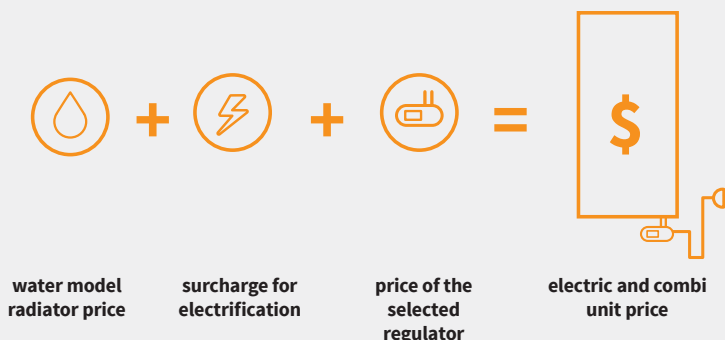 + + = $
water model
radiator price
surcharge for
electrification
price of the
selected
regulator
electric and combi
unit price